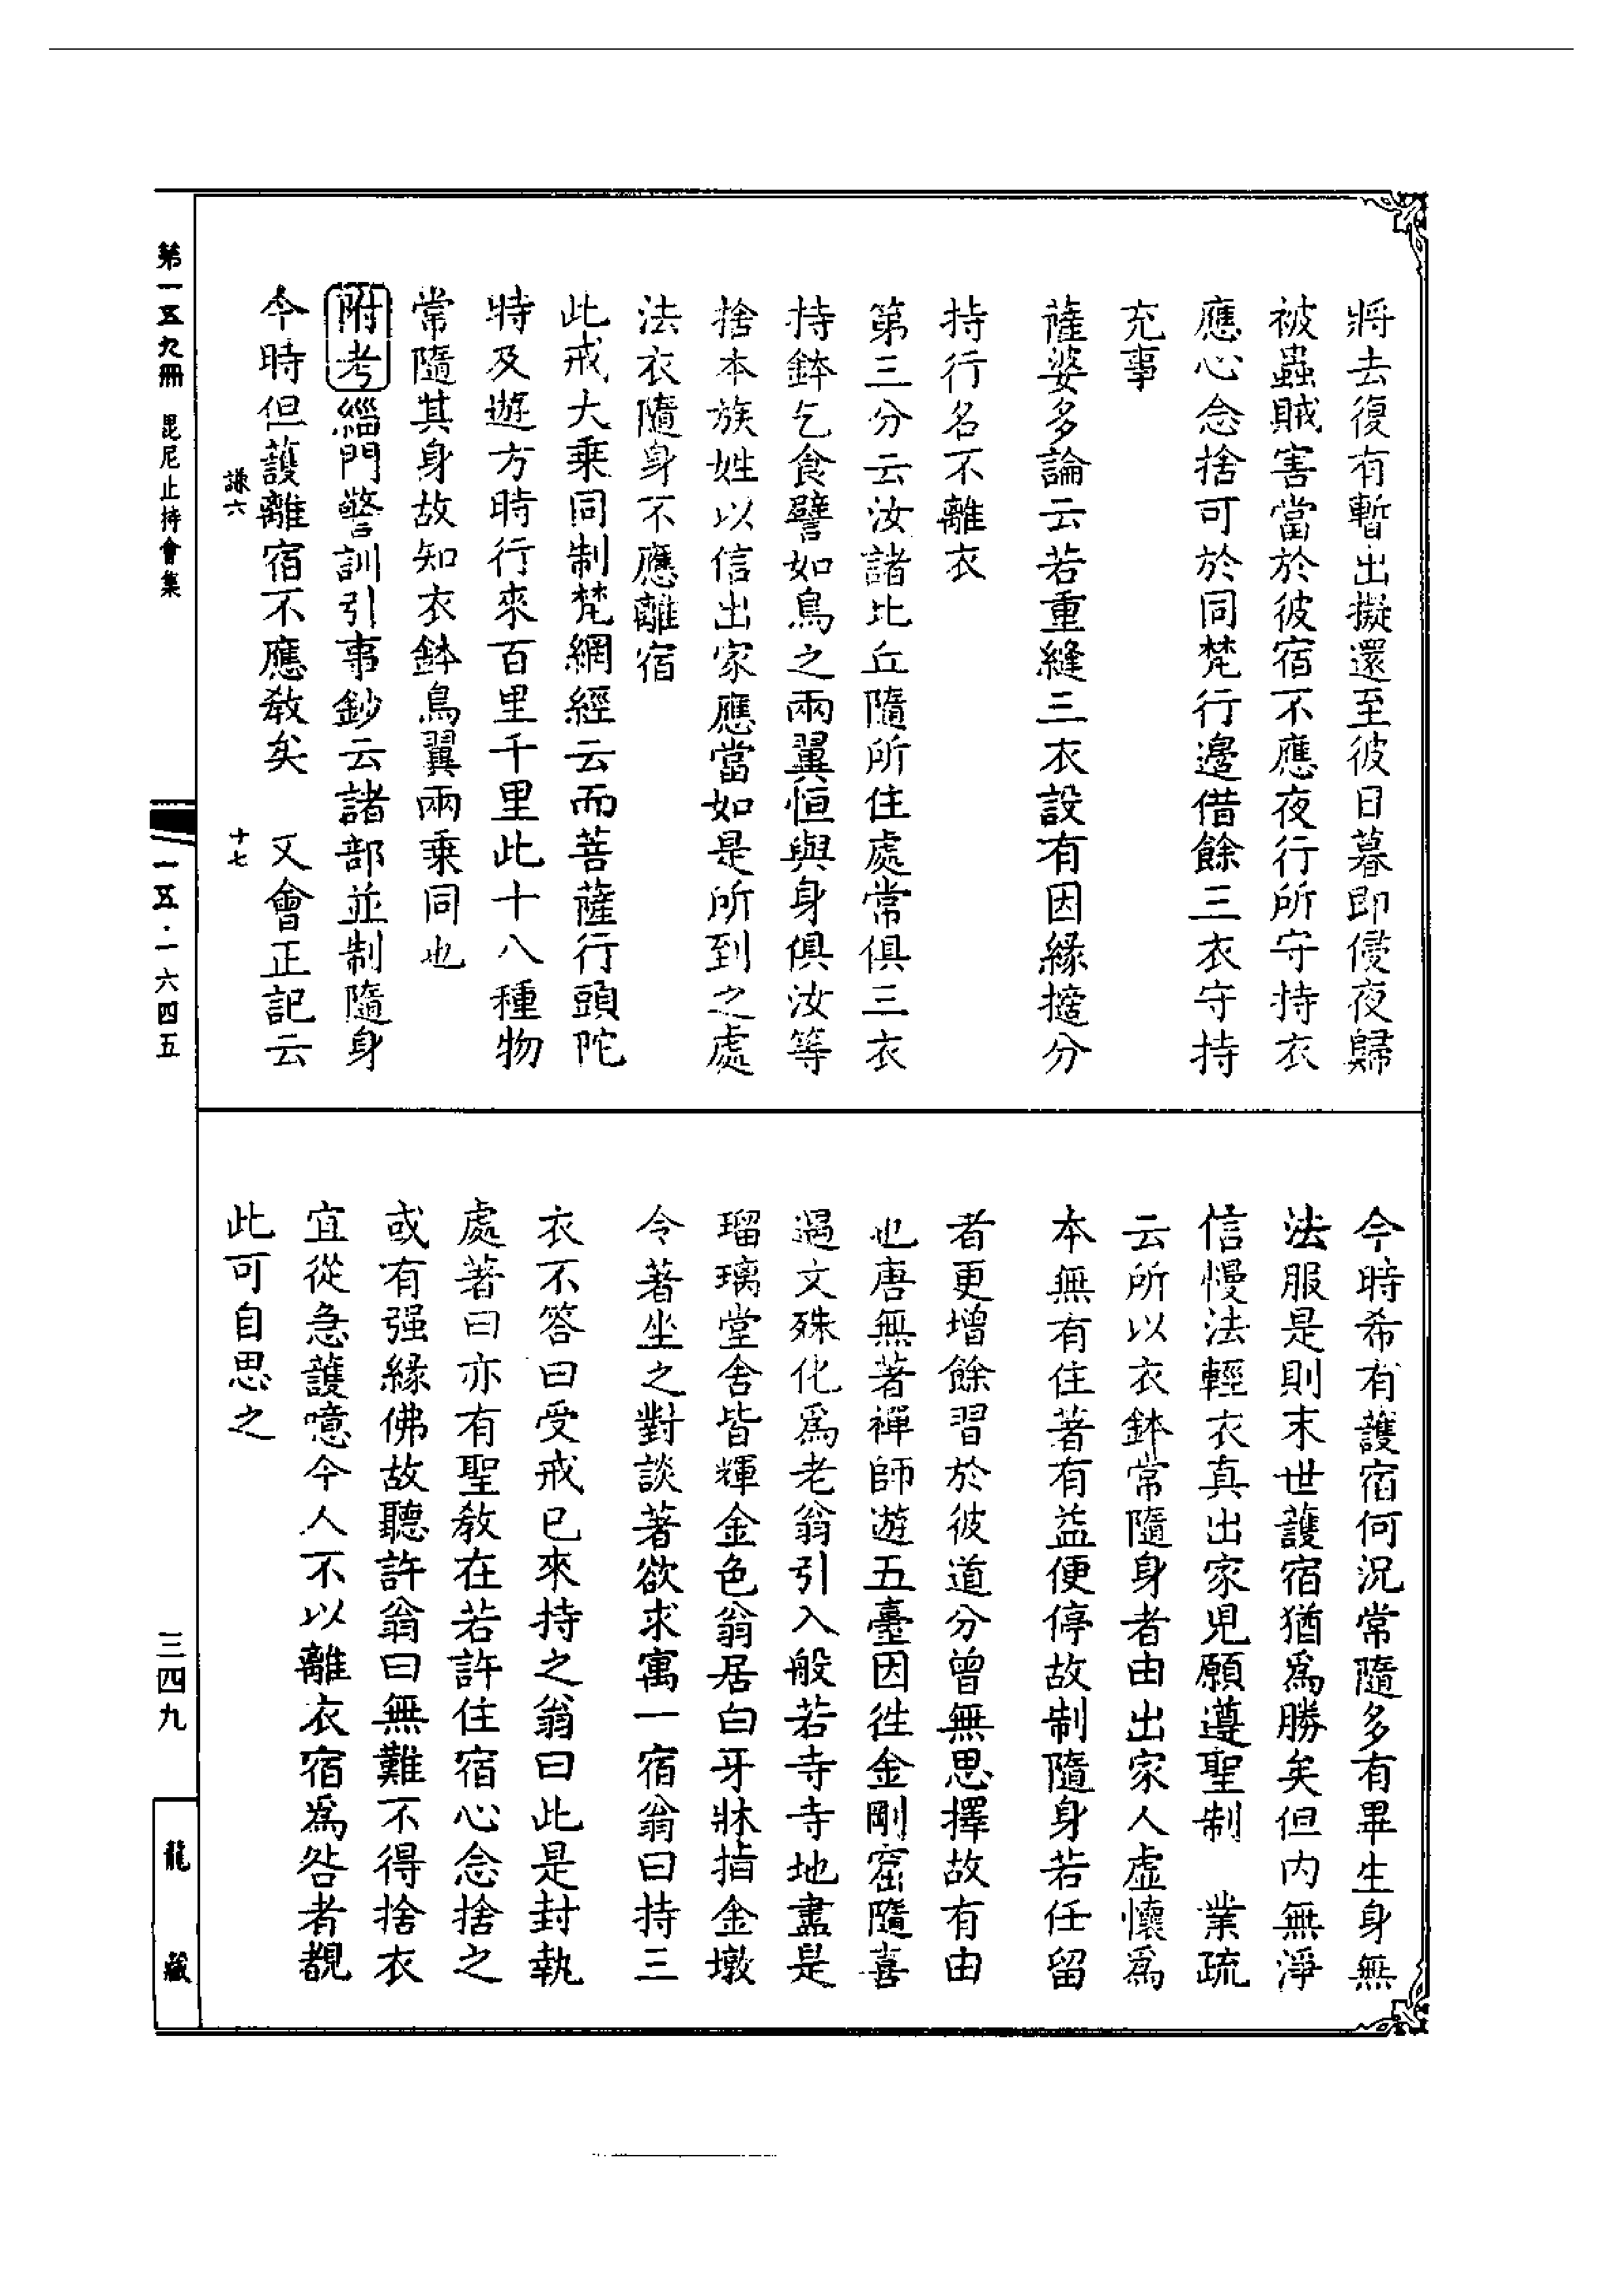 將去復有暫出擬還至彼日暮即侵夜歸
被蟲賊害當於彼宿不應夜行所守持衣
應心念捨可於同梵行邊借餘三衣守持
充事
薩婆多論云若重縫三衣設有因緣擿分
持行名不離衣
第三分云汝諸比丘隨所住處常俱三衣
持鉢乞食譬如鳥之兩翼恒與身俱汝等
捨本族姓以信出家應當如是所到之處
法衣隨身不應離宿
此戒大乘同制梵網經云而菩薩行頭陀
時及遊方時行來百里千里此十八種物
常隨其身故知衣鉢鳥翼兩乘同也
附考緇門警訓引事鈔云諸部並制隨身
今時但護離宿不應教矣 又會正記云
謙六 十七
今時希有護宿何況常隨多有畢生身無
法服是則末世護宿猶為勝矣但內無淨
信慢法輕衣真出家兒願遵聖制 業疏
云所以衣鉢常隨身者由出家人虛懷為
本無有住著有益便停故制隨身若任留
者更增餘習於彼道分曾無思擇故有由
也唐無著禪師遊五臺因徃金剛窟隨喜
遇文殊化為老翁引入般若寺寺地盡是
瑠璃堂舍皆輝金色翁居白牙牀指金墩
令著坐之對談著欲求寓一宿翁曰持三
衣不答曰受戒已來持之翁曰此是封執
處著曰亦有聖教在若許住宿心念捨之
或有强緣佛故聽許翁曰無難不得捨衣
宜從急護噫今人不以離衣宿為咎者覩
此可自思之
第一五九冊 毘尼止持會集
一五·一六四五
三四九
龍藏